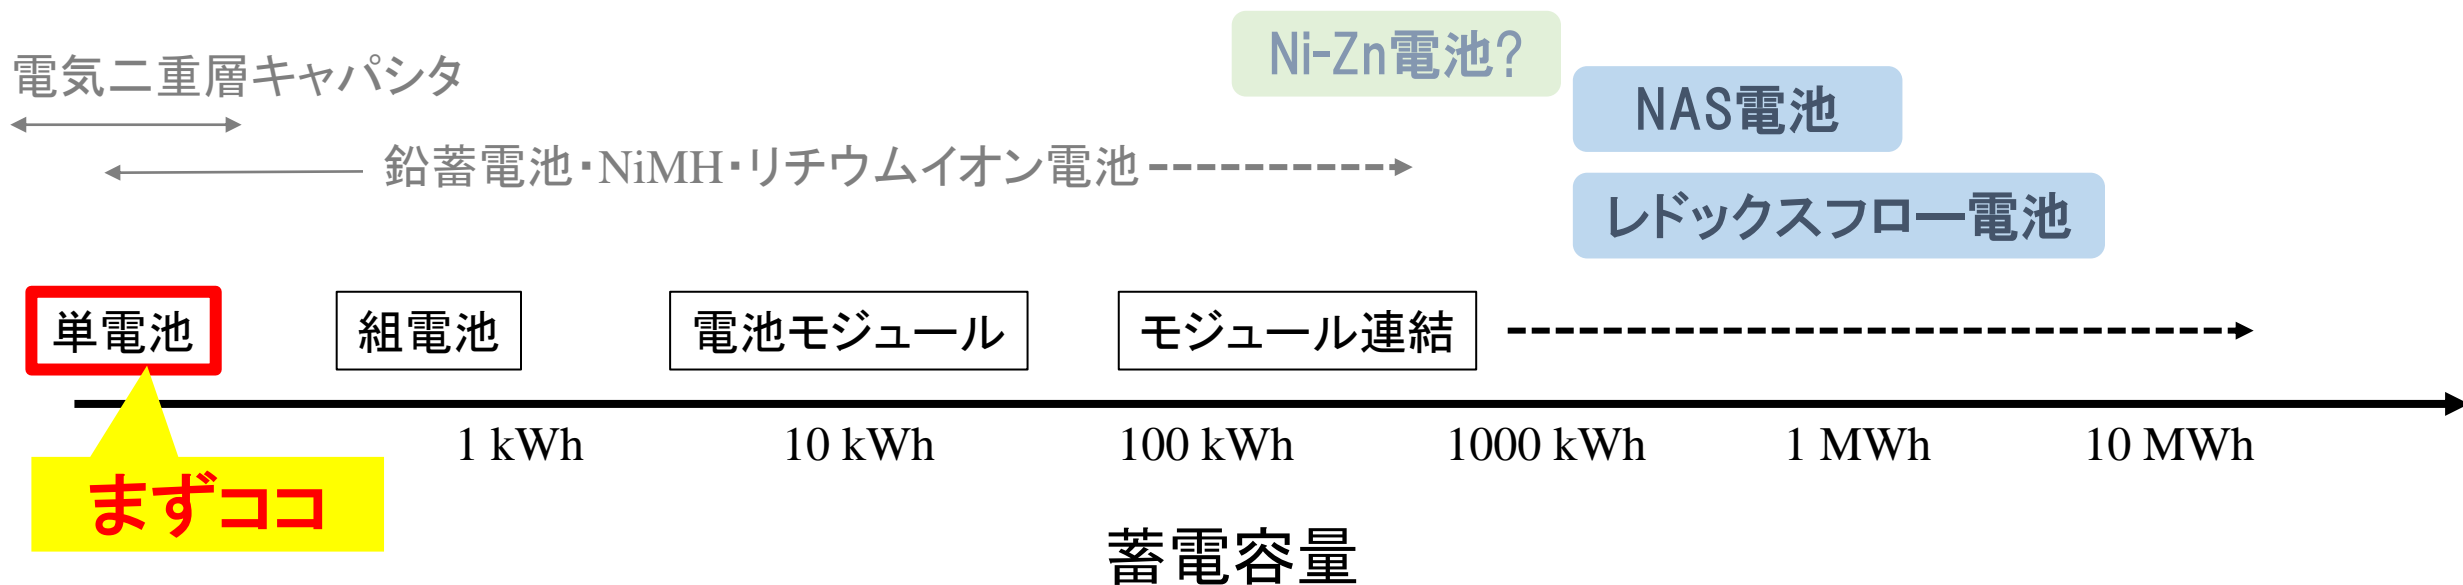 Ni-Zn電池?
電気二重層キャパシタ
NAS電池
鉛蓄電池・NiMH・リチウムイオン電池
レドックスフロー電池
単電池
組電池
電池モジュール
モジュール連結
1 kWh
10 kWh
100 kWh
1000 kWh
1 MWh
10 MWh
まずココ
蓄電容量